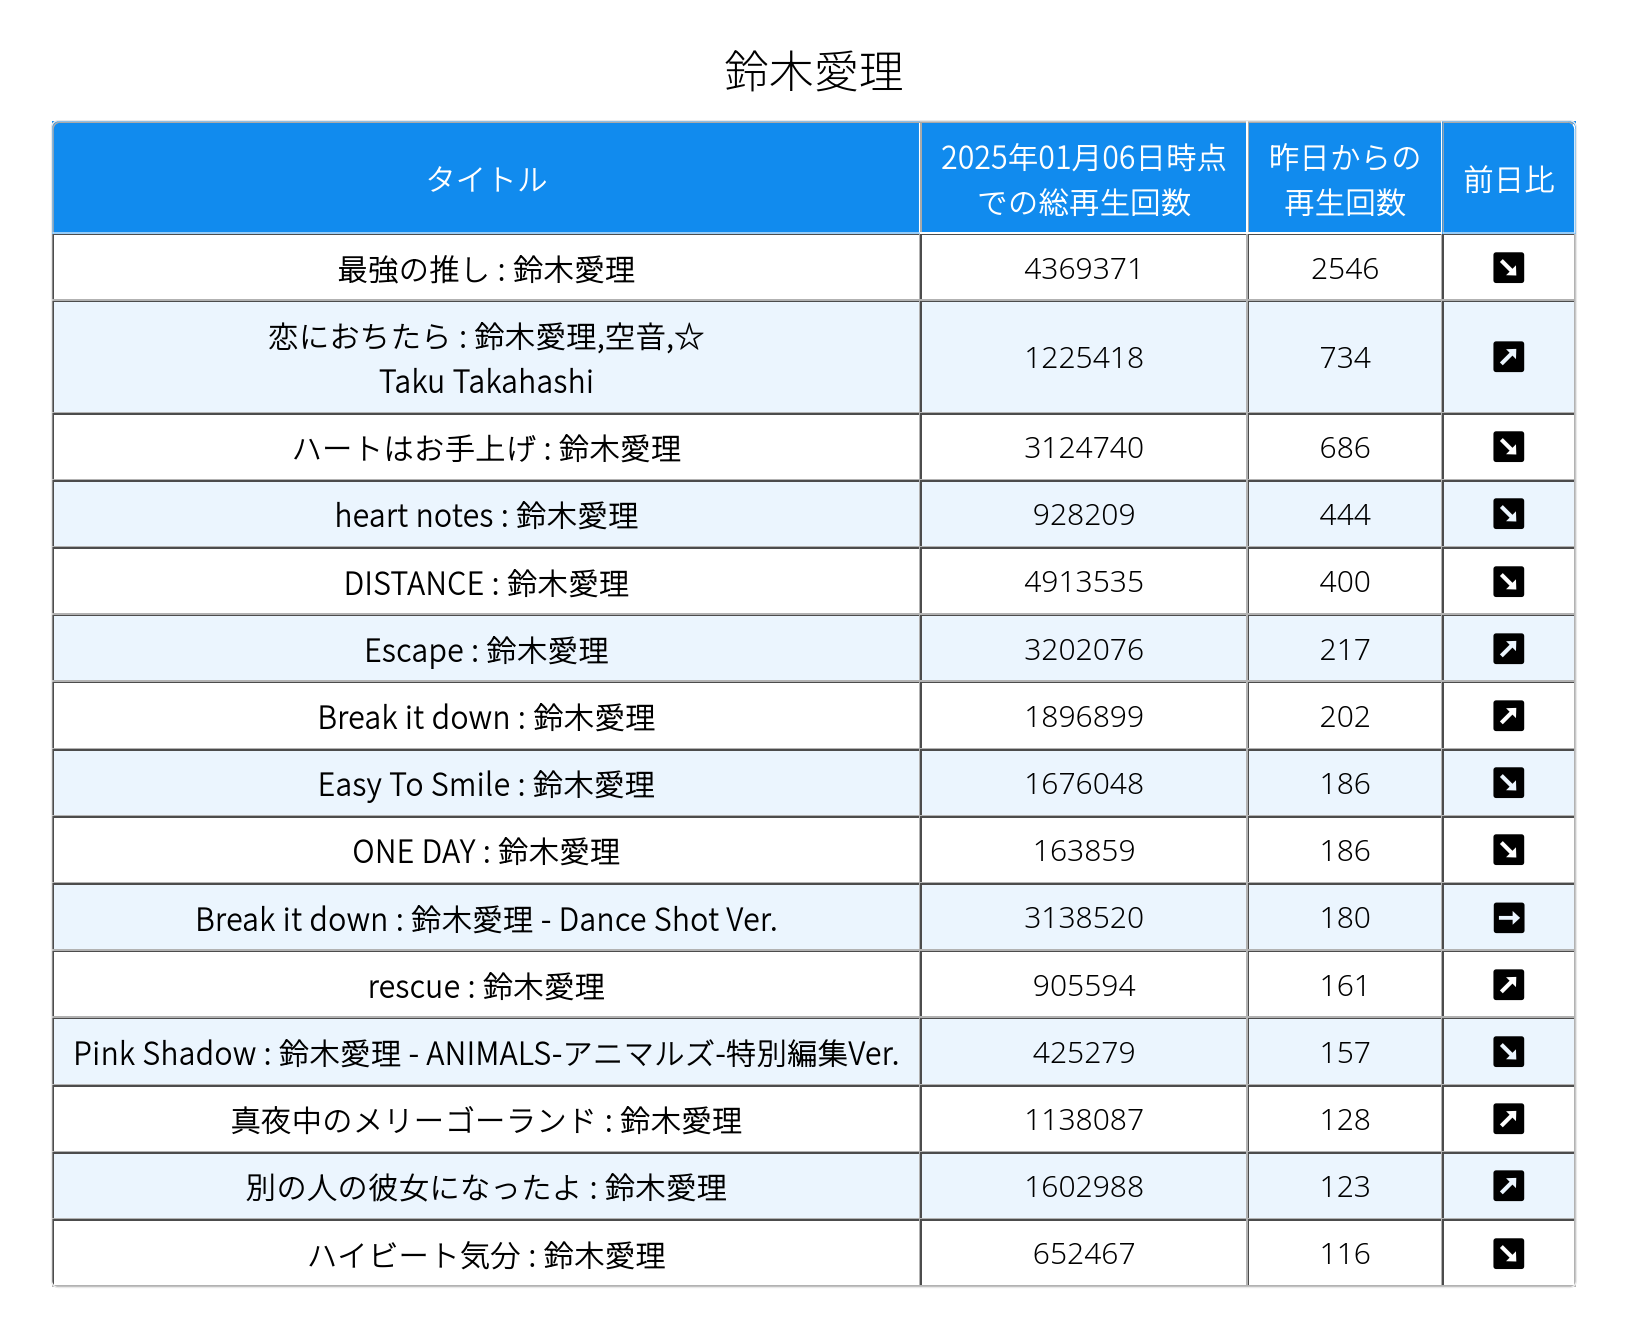 鈴木愛理
タイトル
2025年01月06日時点
での総再生回数
昨日からの
再生回数
前日比
最強の推し : 鈴木愛理 4369371 2546 ↘
恋におちたら : 鈴木愛理,空音,☆
Taku Takahashi 1225418 734 ↗
ハートはお手上げ : 鈴木愛理 3124740 686 ↘
heart notes : 鈴木愛理 928209 444 ↘
DISTANCE : 鈴木愛理 4913535 400 ↘
Escape : 鈴木愛理 3202076 217 ↗
Break it down : 鈴木愛理 1896899 202 ↗
Easy To Smile : 鈴木愛理 1676048 186 ↘
ONE DAY : 鈴木愛理 163859 186 ↘
Break it down : 鈴木愛理 - Dance Shot Ver. 3138520 180 →
rescue : 鈴木愛理 905594 161 ↗
Pink Shadow : 鈴木愛理 - ANIMALS-アニマルズ-特別編集Ver. 425279 157 ↘
真夜中のメリーゴーランド : 鈴木愛理 1138087 128 ↗
別の人の彼女になったよ : 鈴木愛理 1602988 123 ↗
ハイビート気分 : 鈴木愛理 652467 116 ↘